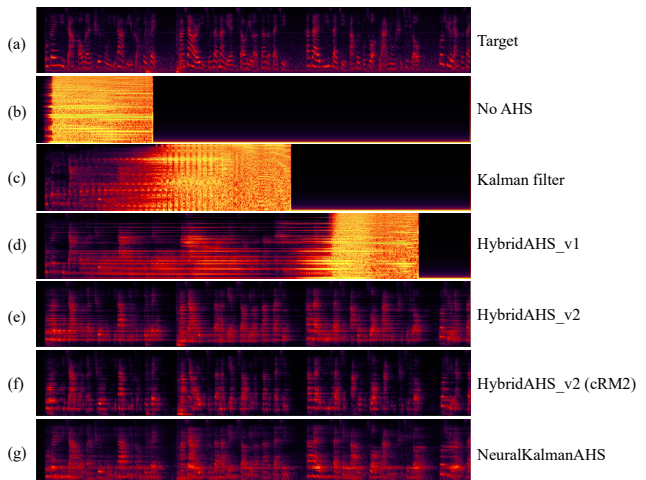 (a) Target
(b) No AHS
(c) Kalman filter
(d) HybridAHS_v1
(e) HybridAHS_v2
(f) HybridAHS_v2 (cRM2)
(g) NeuralKalmanAHS